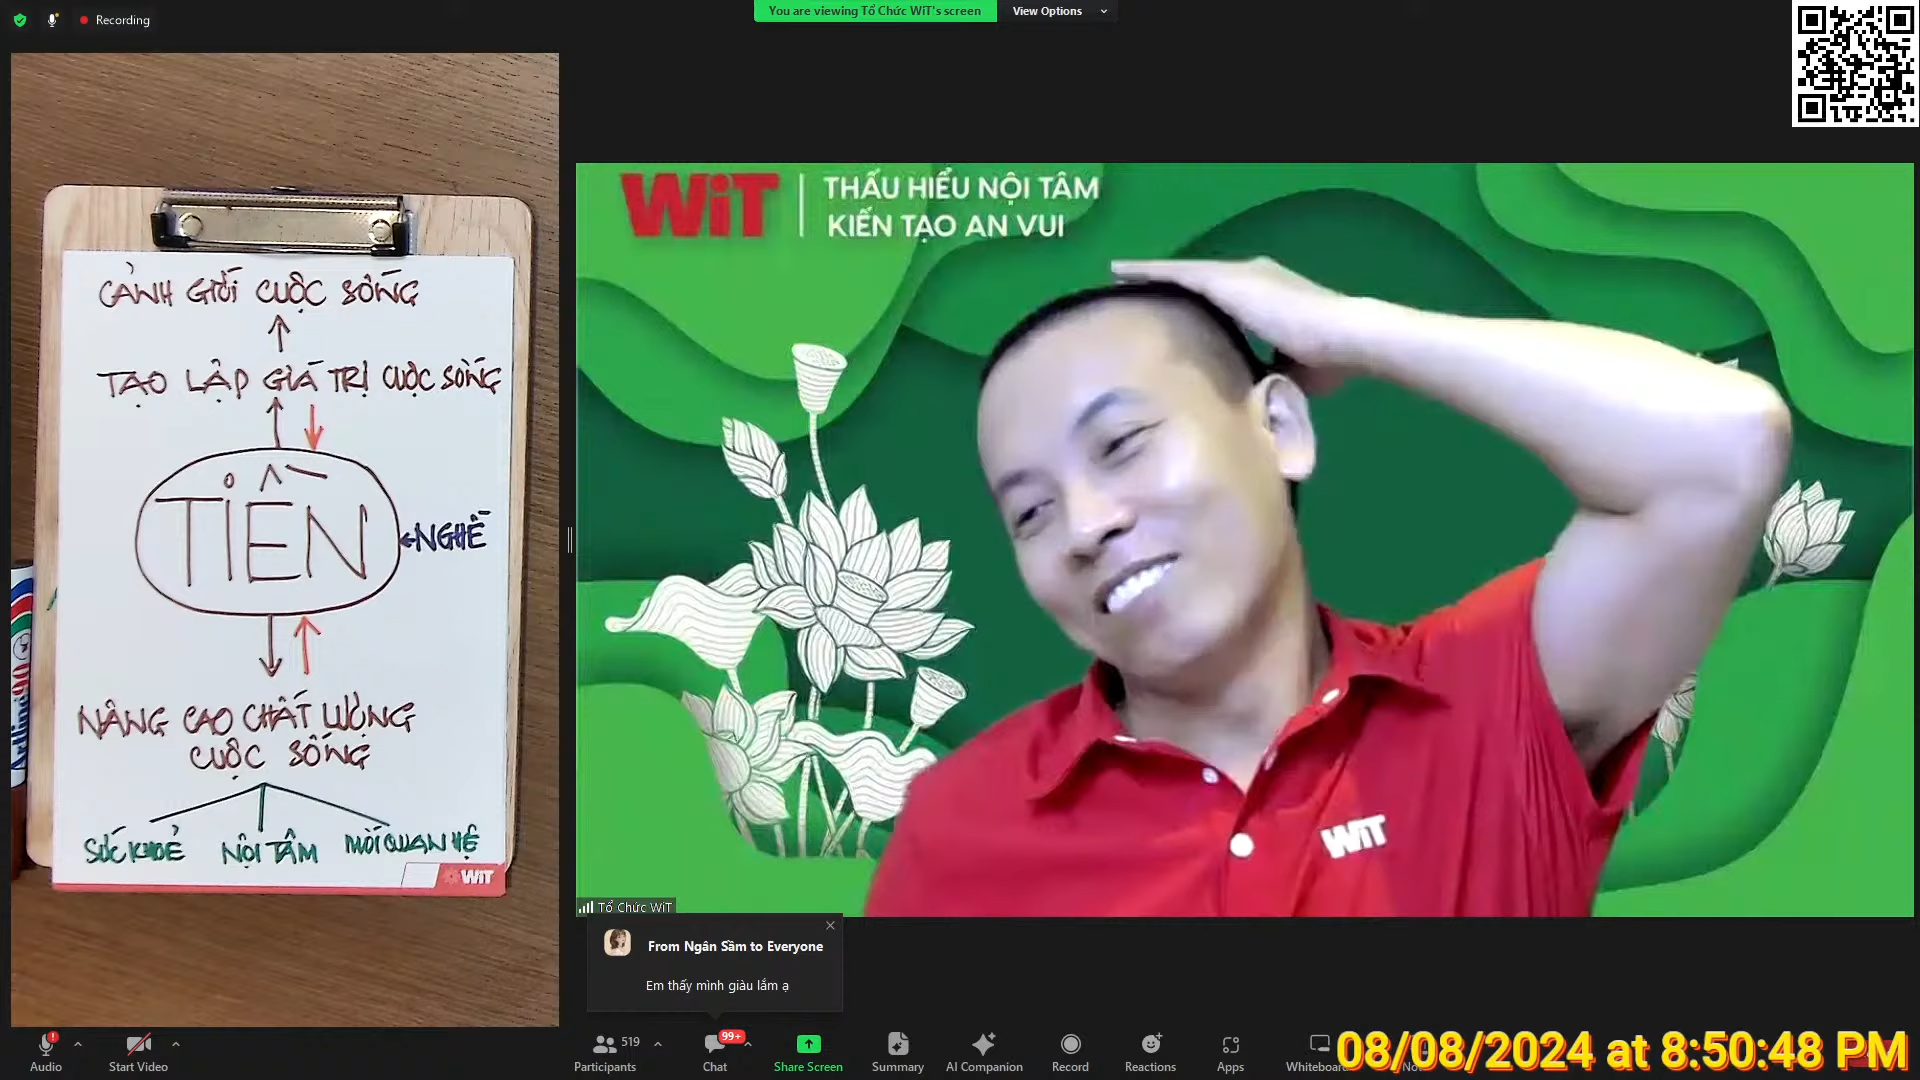 Recording
You are viewing Tổ Chức WiT's screen
View Options
CẢNH GIỚI CUỘC SỐNG
TẠO LẬP GIÁ TRỊ CUỘC SỐNG
TIỀN
NGHỀ
NÂNG CAO CHẤT LƯỢNG
CUỘC SỐNG
SỨC KHOẺ
NỘI TÂM
MỐI QUAN HỆ
WiT
WiT
THẤU HIỂU NỘI TÂM
KIẾN TẠO AN VUI
WiT
Tổ Chức WiT
From Ngân Sầm to Everyone
Em thấy mình giàu lắm ạ
Audio
Start Video
519
Participants
99+
Chat
Share Screen
Summary
AI Companion
Record
Reactions
Apps
Whiteboard
08/08/2024 at 8:50:48 PM